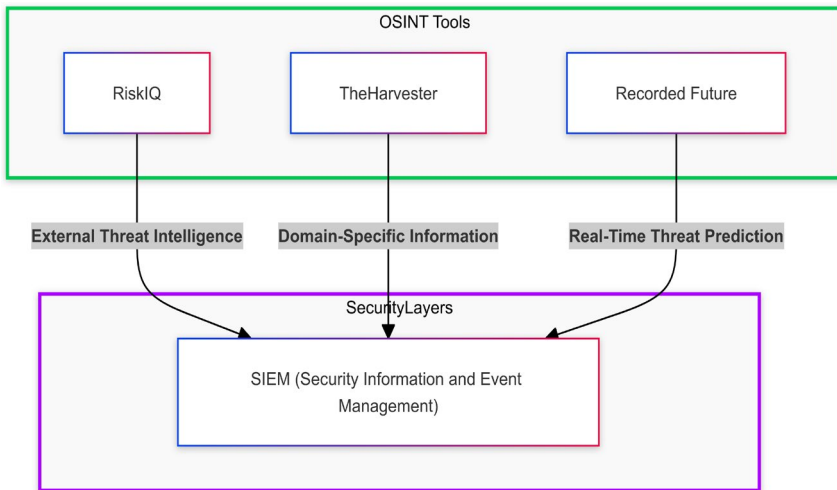 OSINT Tools
RiskIQ
TheHarvester
Recorded Future
External Threat Intelligence
Domain-Specific Information
Real-Time Threat Prediction
SecurityLayers
SIEM (Security Information and Event
Management)